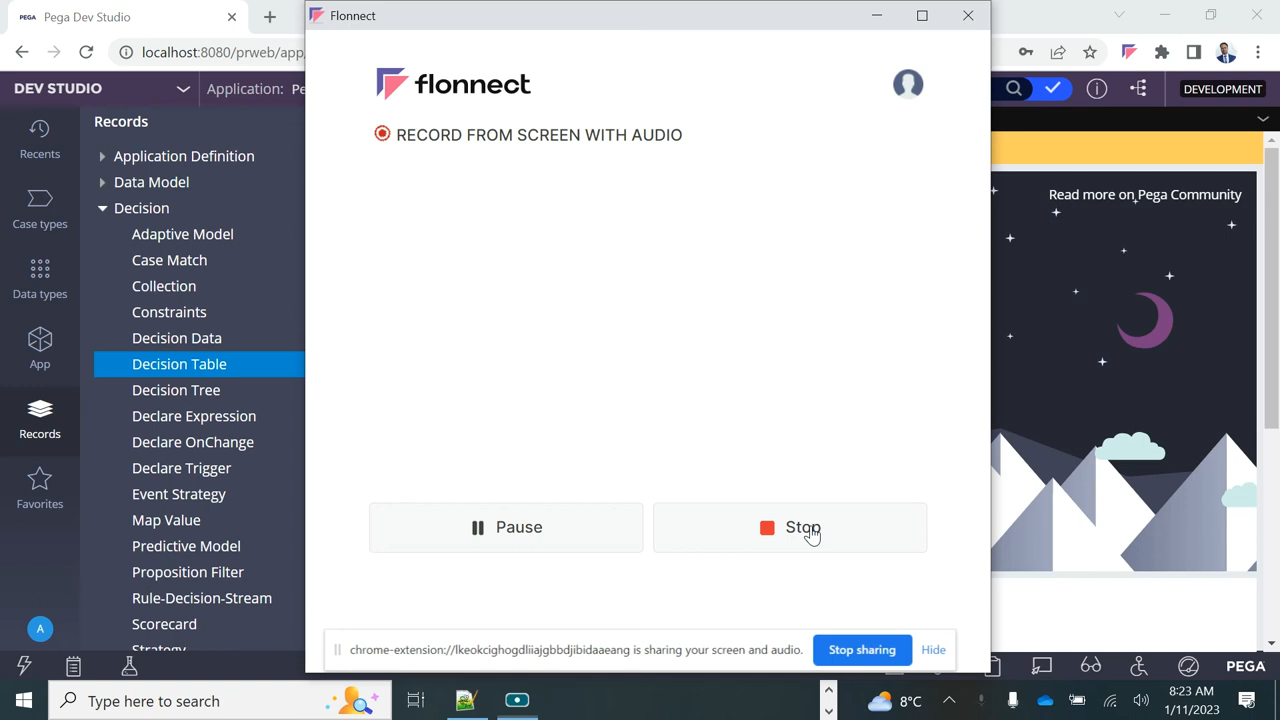 PEGA Pega Dev Studio
Flonnect
localhost:8080/prweb/app
DEV STUDIO
Application: Pe
DEVELOPMENT
flonnect
RECORD FROM SCREEN WITH AUDIO
Recents
Case types
Data types
App
Records
Favorites
A
Records
Application Definition
Data Model
Decision
Adaptive Model
Case Match
Collection
Constraints
Decision Data
Decision Table
Decision Tree
Declare Expression
Declare OnChange
Declare Trigger
Event Strategy
Map Value
Predictive Model
Proposition Filter
Rule-Decision-Stream
Scorecard
Strategy
Read more on Pega Community
Pause
Stop
chrome-extension://lkeokcighogdliiajgbbdjibidaaeang is sharing your screen and audio.
Stop sharing
Hide
PEGA
Type here to search
8°C
8:23 AM
1/11/2023